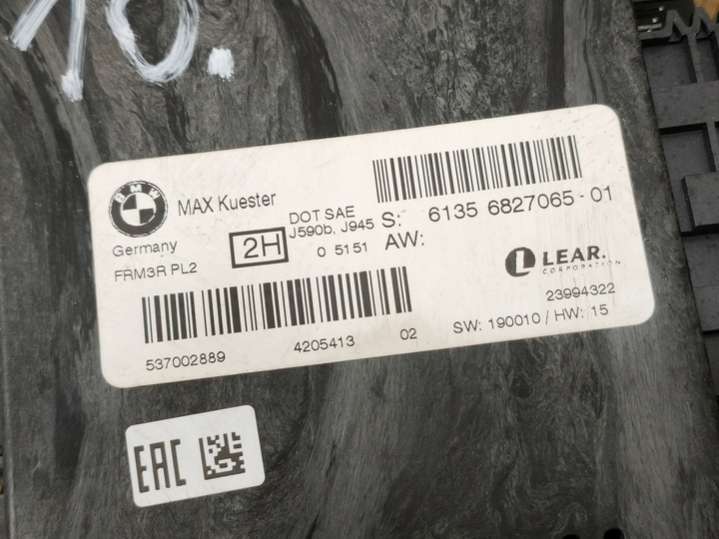 10.
BMW
MAX Kuester
Germany
FRM3R PL2
2H
DOT SAE
J590b, J945
0 5151
S: 6135 6827065-01
AW:
LEAR.
CORPORATION
23994322
537002889 4205413 02
SW: 190010 / HW: 15
EAC